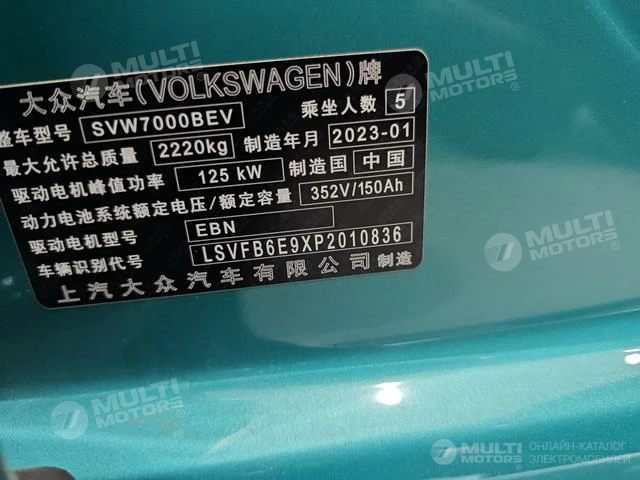 大众汽车(VOLKSWAGEN)牌
整车型号 SVW7000BEV 乘坐人数 5
最大允许总质量 2220kg 制造年月 2023-01
驱动电机峰值功率 125 kW 制造国 中国
动力电池系统额定电压/额定容量 352V/150Ah
驱动电机型号 EBN
车辆识别代号 LSVFB6E9XP2010836
上汽大众汽车有限公司 制造
MULTI MOTORS
MULTI MOTORS
MULTI MOTORS
MULTI MOTORS
MULTI MOTORS
ОНЛАЙН-КАТАЛОГ
ЭЛЕКТРОМОБИЛЕЙ